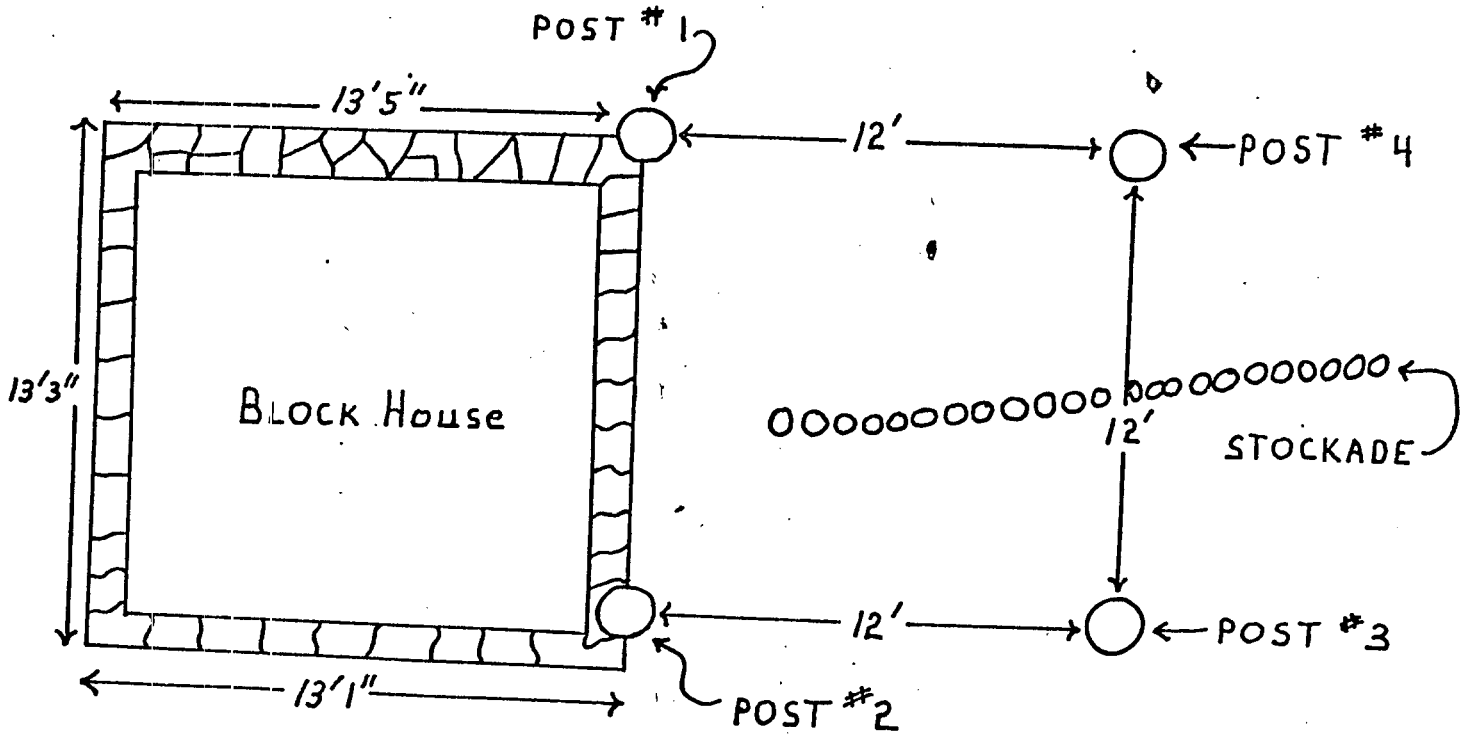 POST #1
13'5"
12'
POST #4
13'3"
BLOCK HOUSE
12'
STOCKADE
12'
POST #3
13'1"
POST #2